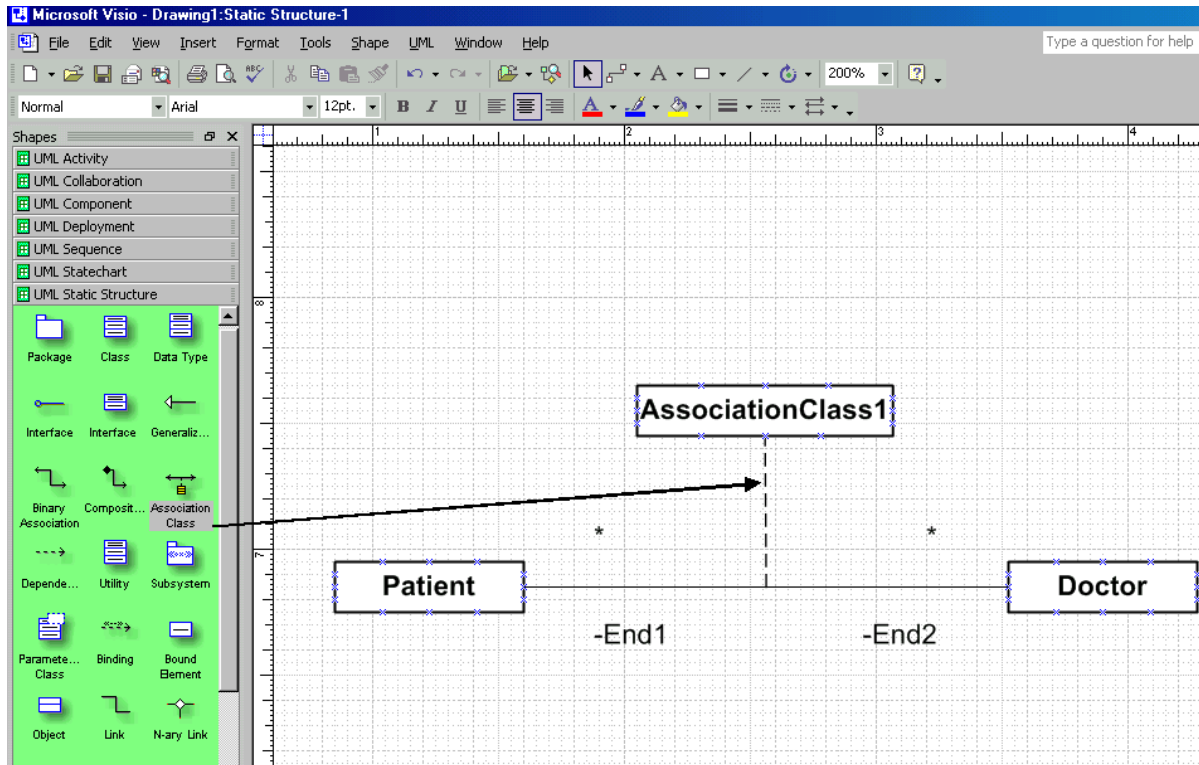 Microsoft Visio - Drawing1:Static Structure-1
File Edit View Insert Format Tools Shape UML Window Help Type a question for help
ABC A 200% ?
Normal Arial 12pt. B I U A
Shapes
1 2 3 4
UML Activity
UML Collaboration
UML Component
UML Deployment
UML Sequence
UML Statechart
UML Static Structure
8
Package Class Data Type
Interface Interface Generaliz...
AssociationClass1
Binary Association Composit... Association Class
* *
7
Depende... Utility Subsystem
Patient Doctor
-End1 -End2
Paramete... Class Binding Bound Element
Object Link N-ary Link